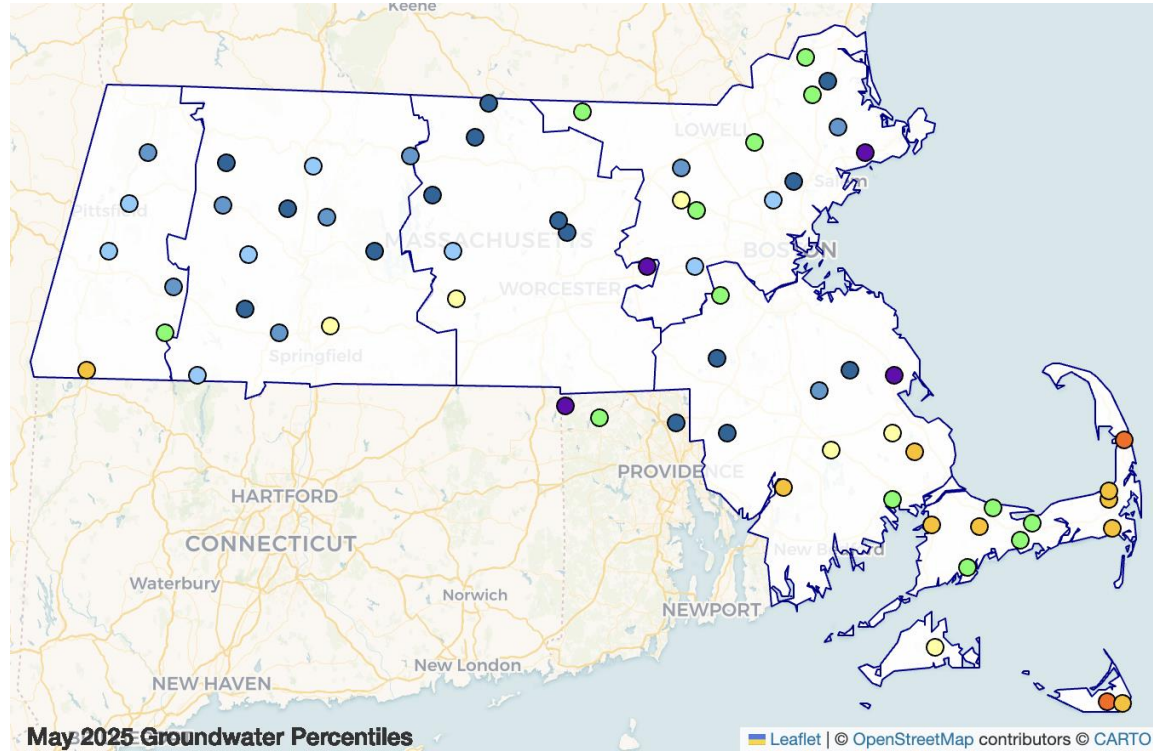 Keene
LOWELL
Salem
Pittsfield
MASSACHUSETTS
BOSTON
WORCESTER
Springfield
PROVIDENCE
HARTFORD
CONNECTICUT
New Bedford
Waterbury
Norwich
NEWPORT
New London
NEW HAVEN
May 2025 Groundwater Percentiles
Leaflet | © OpenStreetMap contributors © CARTO